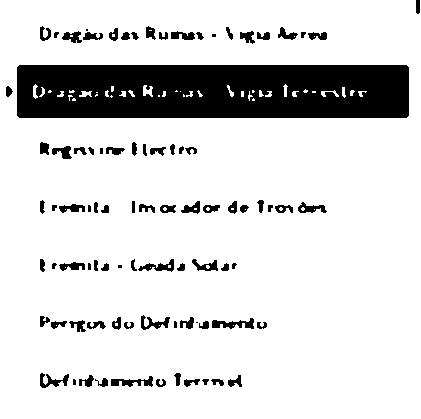 Dragão das Ruínas - Vigia Aéreo
Dragão das Ruínas - Vigia Terrestre
Regisvine Electro
Eremita - Invocador de Trovões
Eremita - Geada Solar
Perigos do Definhamento
Definhamento Terrível